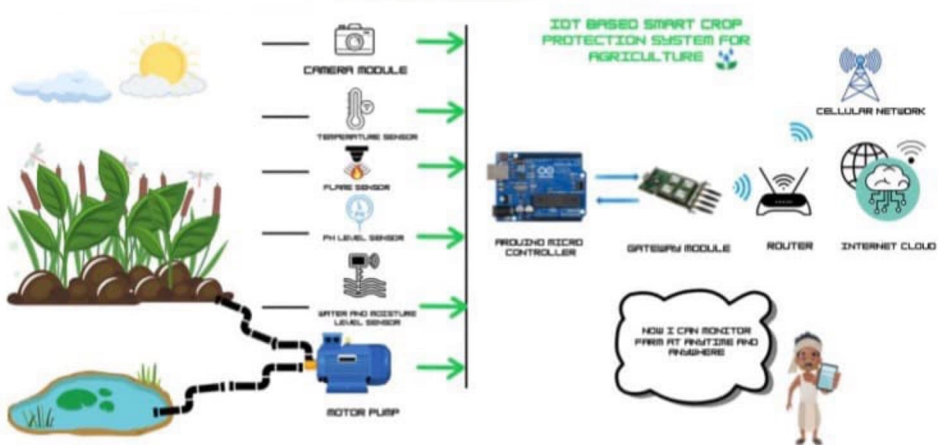 IOT BASED SMART CROP
PROTECTION SYSTEM FOR
AGRICULTURE
CAMERA MODULE
TEMPERATURE SENSOR
FLAME SENSOR
PH
PH LEVEL SENSOR
WATER AND MOISTURE
LEVEL SENSOR
MOTOR PUMP
ARDUINO MICRO
CONTROLLER
GATEWAY MODULE
ROUTER
CELLULAR NETWORK
INTERNET CLOUD
NOW I CAN MONITOR
FARM AT ANYTIME AND
ANYWHERE